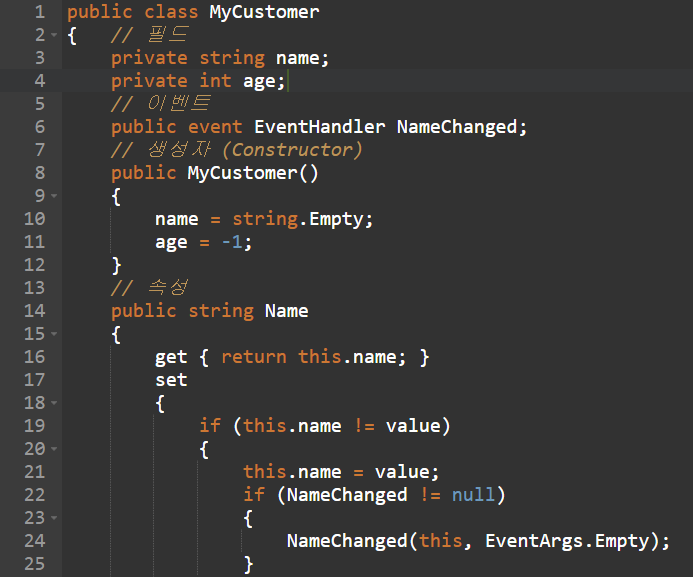 1 public class MyCustomer
2 { // 필드
3 private string name;
4 private int age;
5 // 이벤트
6 public event EventHandler NameChanged;
7 // 생성자 (Constructor)
8 public MyCustomer()
9 {
10 name = string.Empty;
11 age = -1;
12 }
13 // 속성
14 public string Name
15 {
16 get { return this.name; }
17 set
18 {
19 if (this.name != value)
20 {
21 this.name = value;
22 if (NameChanged != null)
23 {
24 NameChanged(this, EventArgs.Empty);
25 }